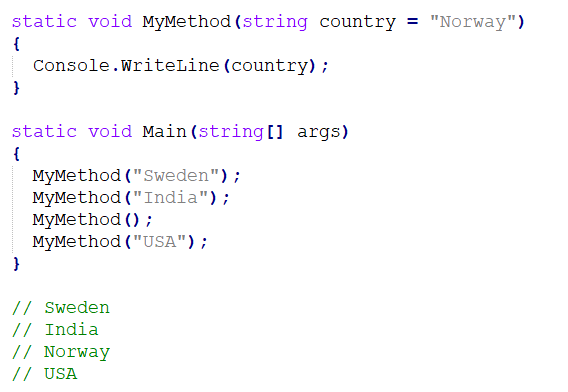 static void MyMethod(string country = "Norway")
{
  Console.WriteLine(country);
}

static void Main(string[] args)
{
  MyMethod("Sweden");
  MyMethod("India");
  MyMethod();
  MyMethod("USA");
}

// Sweden
// India
// Norway
// USA